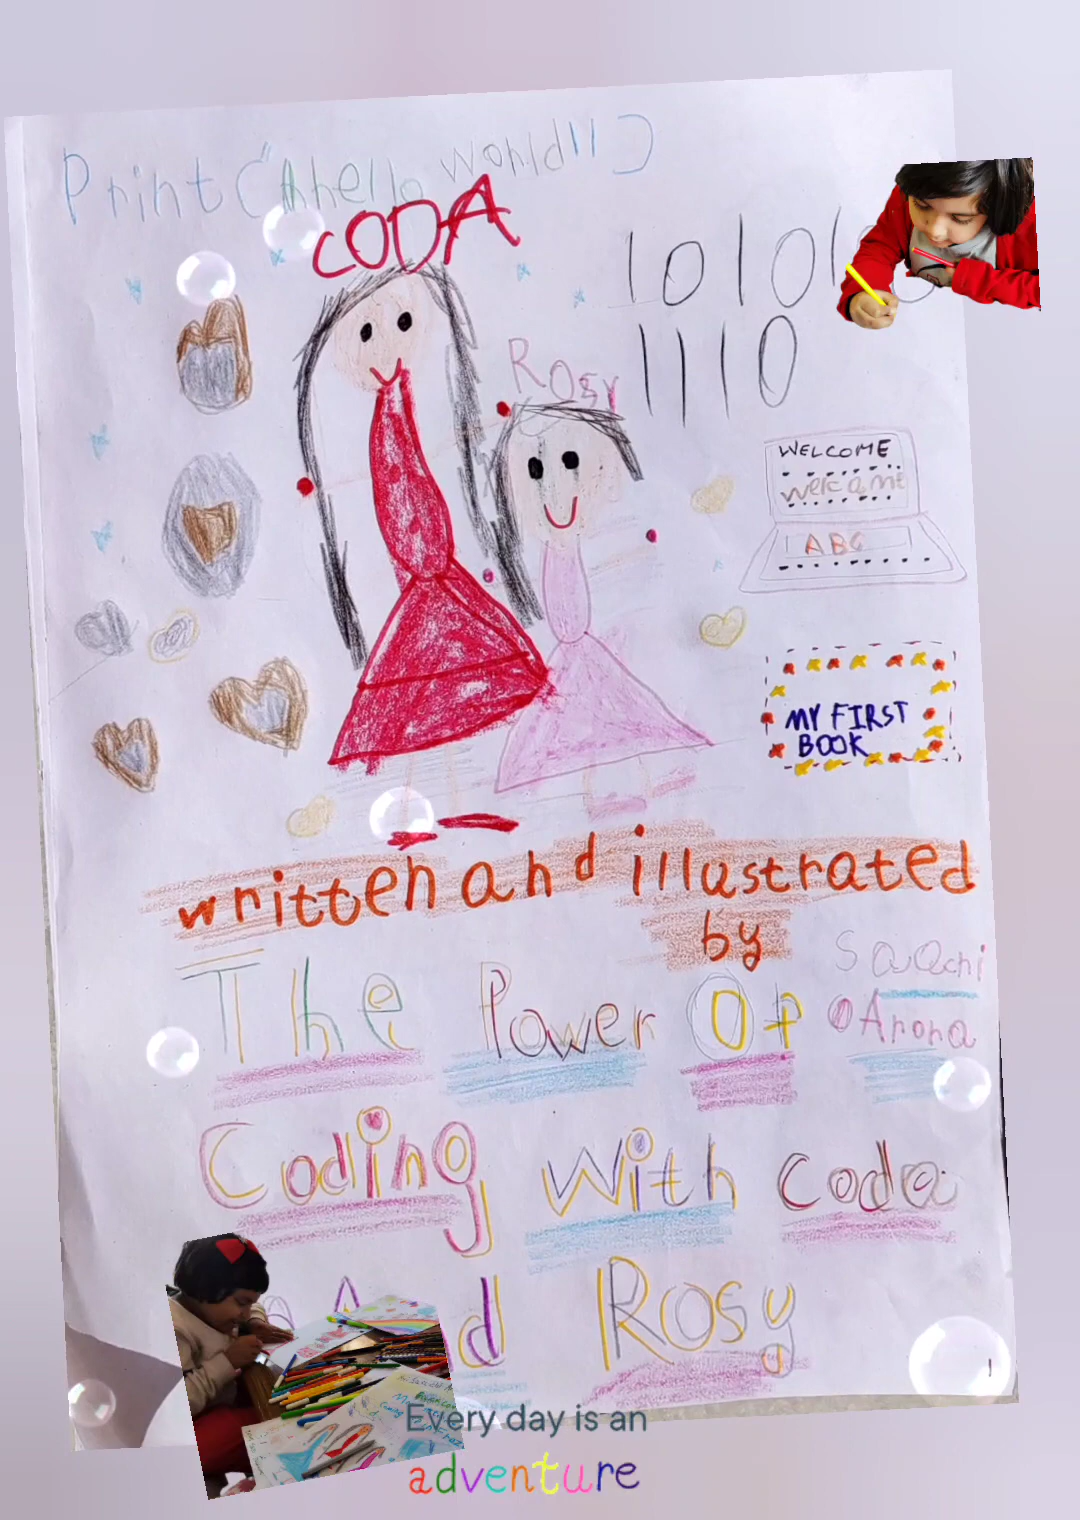 Print ("hello world")
CODA
101010
Rosy
1110
WELCOME
welcome
ABC
MY FIRST
BOOK
written and illustrated
by
Saachi
Arora
The Power Of
Coding With Coda
And Rosy
1
Every day is an
adventure